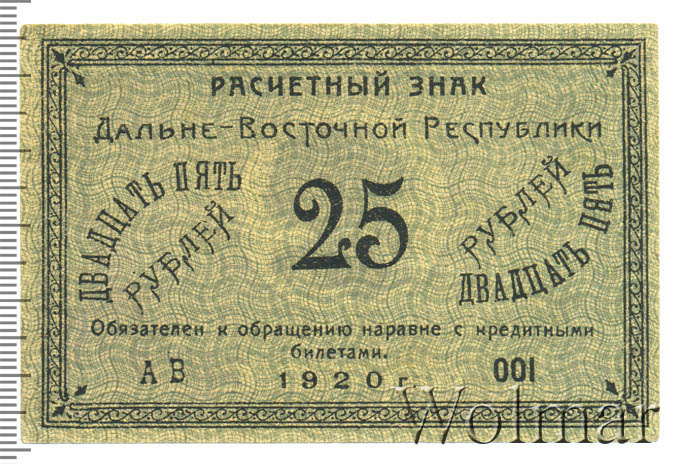 РАСЧЕТНЫЙ ЗНАК
ДАЛЬНЕ-ВОСТОЧНОЙ РЕСПУБЛИКИ
ДВАДЦАТЬ ПЯТЬ
РУБЛЕЙ
25
РУБЛЕЙ
ДВАДЦАТЬ ПЯТЬ
Обязателен к обращению наравне с кредитными
билетами.
АВ 001
1920 г.
Wolmar